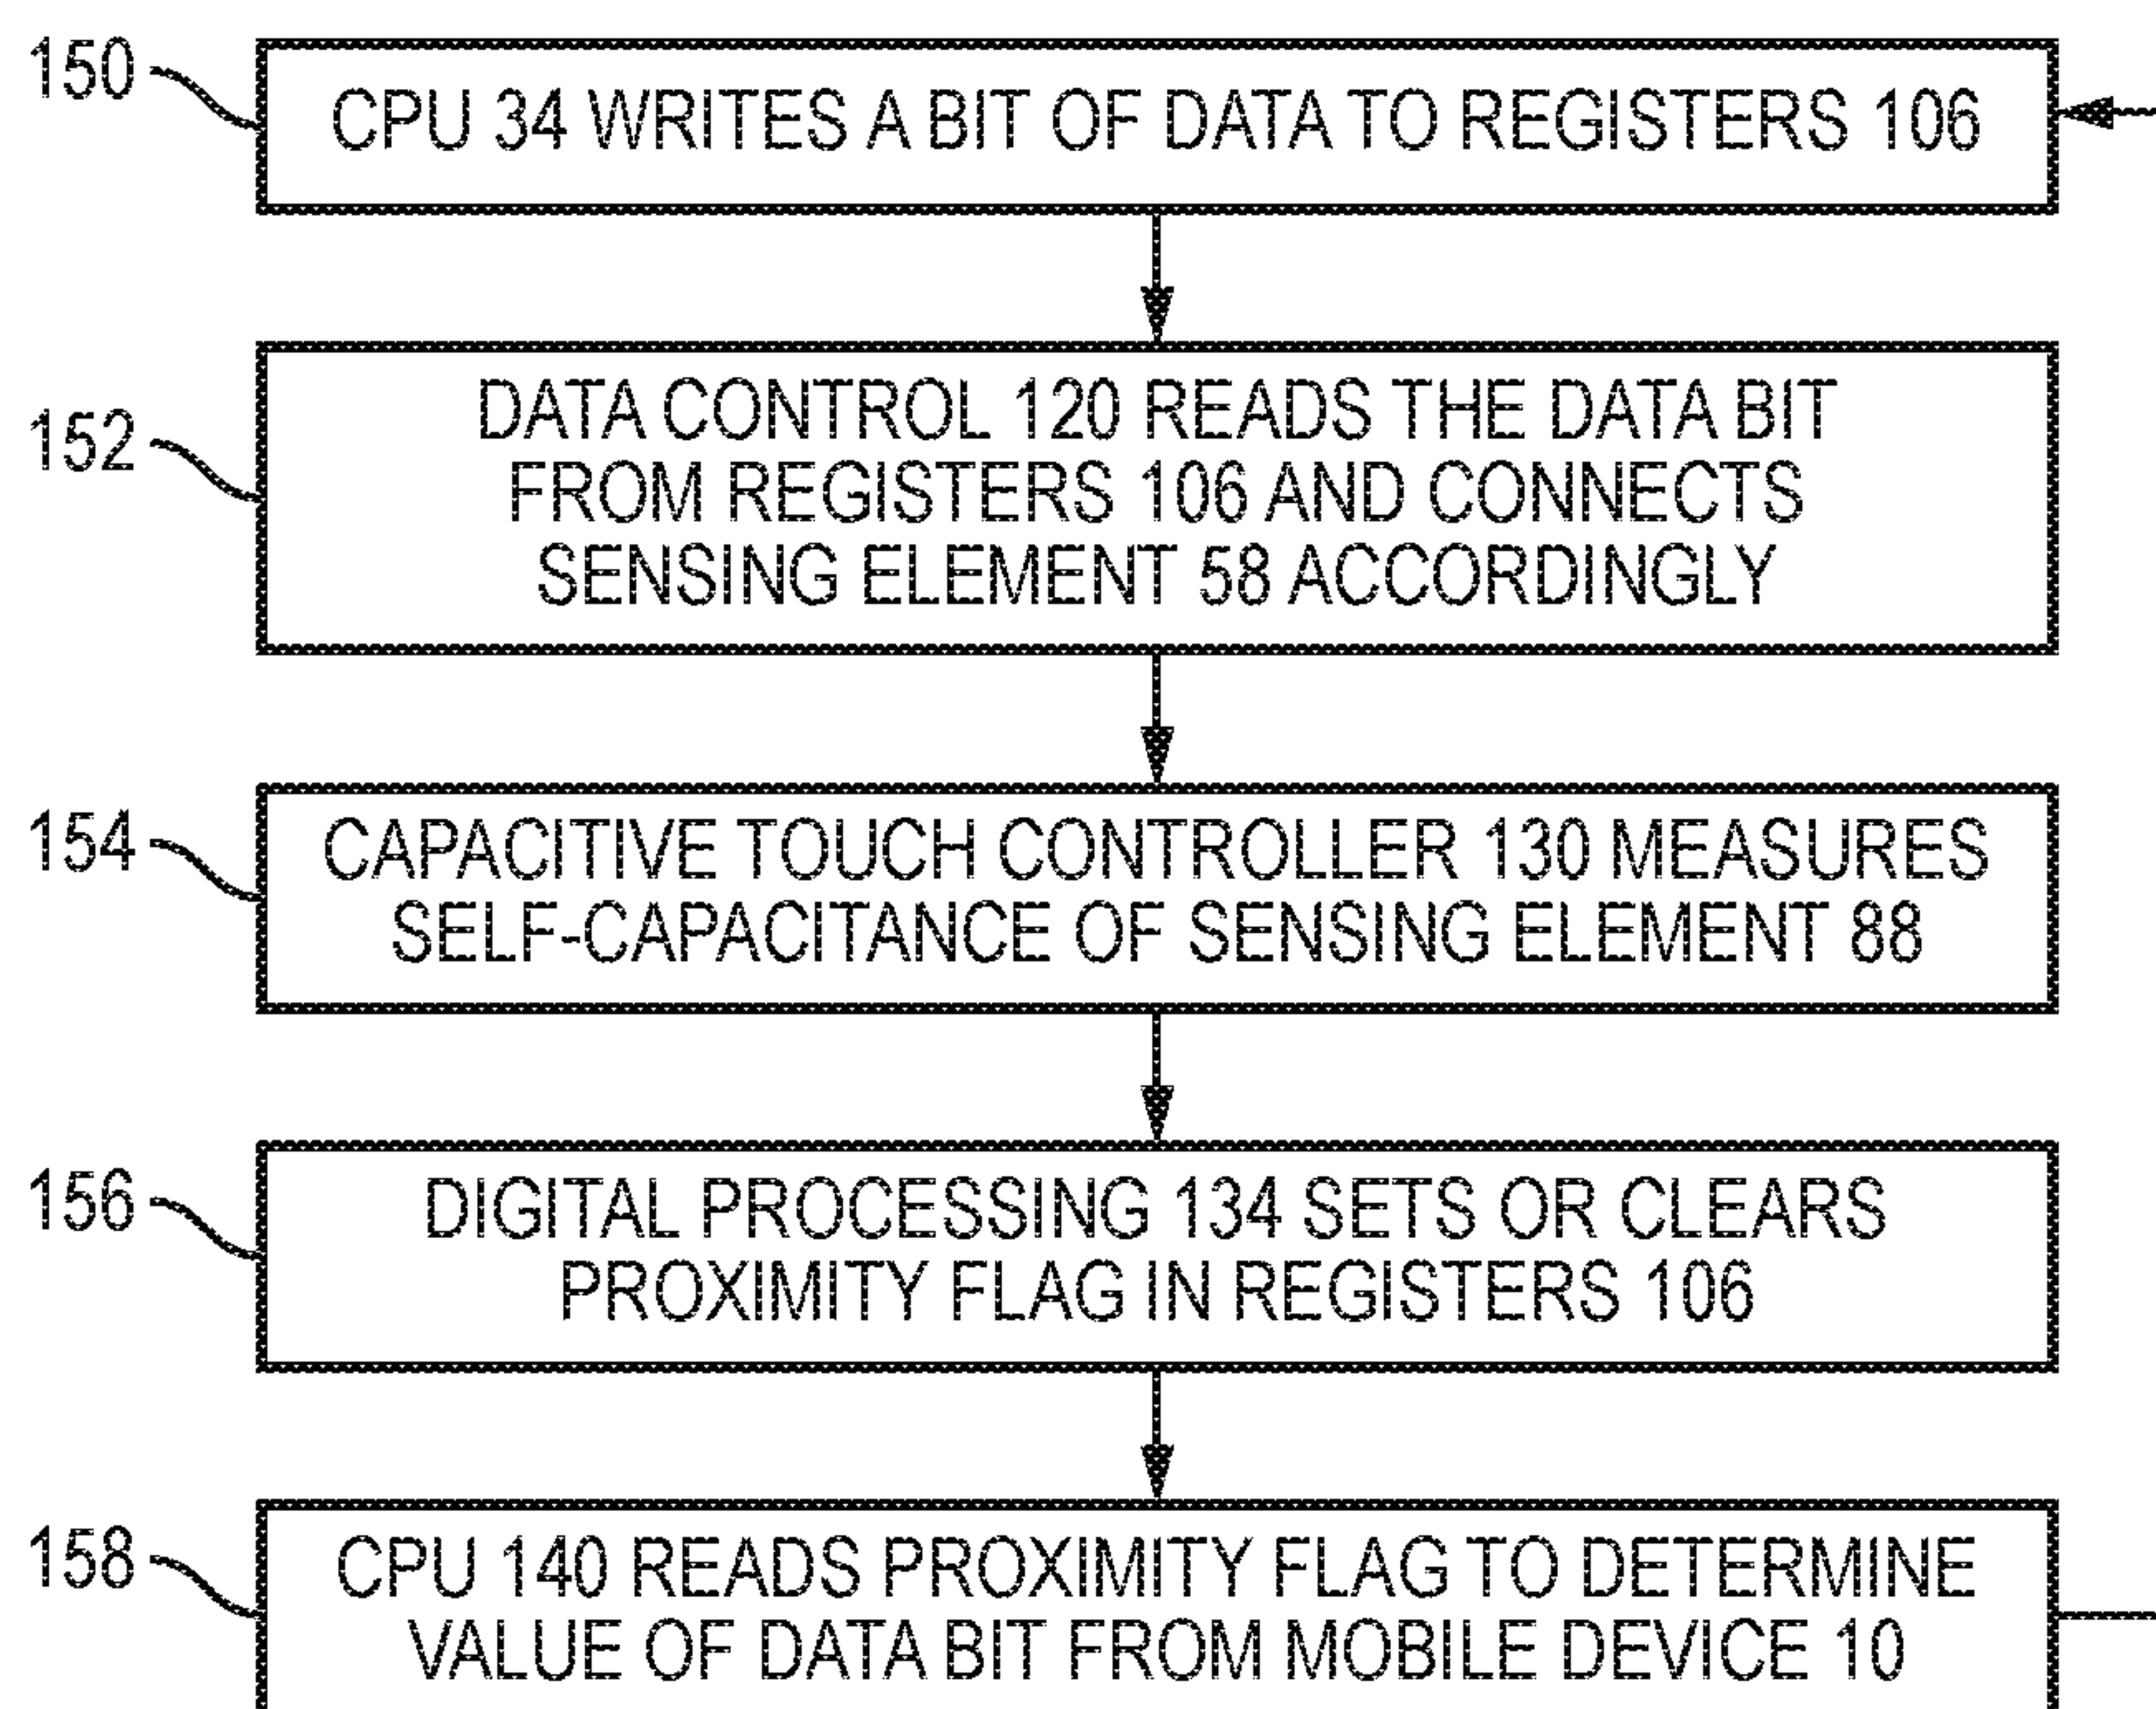 150
CPU 34 WRITES A BIT OF DATA TO REGISTERS 106
152
DATA CONTROL 120 READS THE DATA BIT
FROM REGISTERS 106 AND CONNECTS
SENSING ELEMENT 58 ACCORDINGLY
154
CAPACITIVE TOUCH CONTROLLER 130 MEASURES
SELF-CAPACITANCE OF SENSING ELEMENT 88
156
DIGITAL PROCESSING 134 SETS OR CLEARS
PROXIMITY FLAG IN REGISTERS 106
158
CPU 140 READS PROXIMITY FLAG TO DETERMINE
VALUE OF DATA BIT FROM MOBILE DEVICE 10